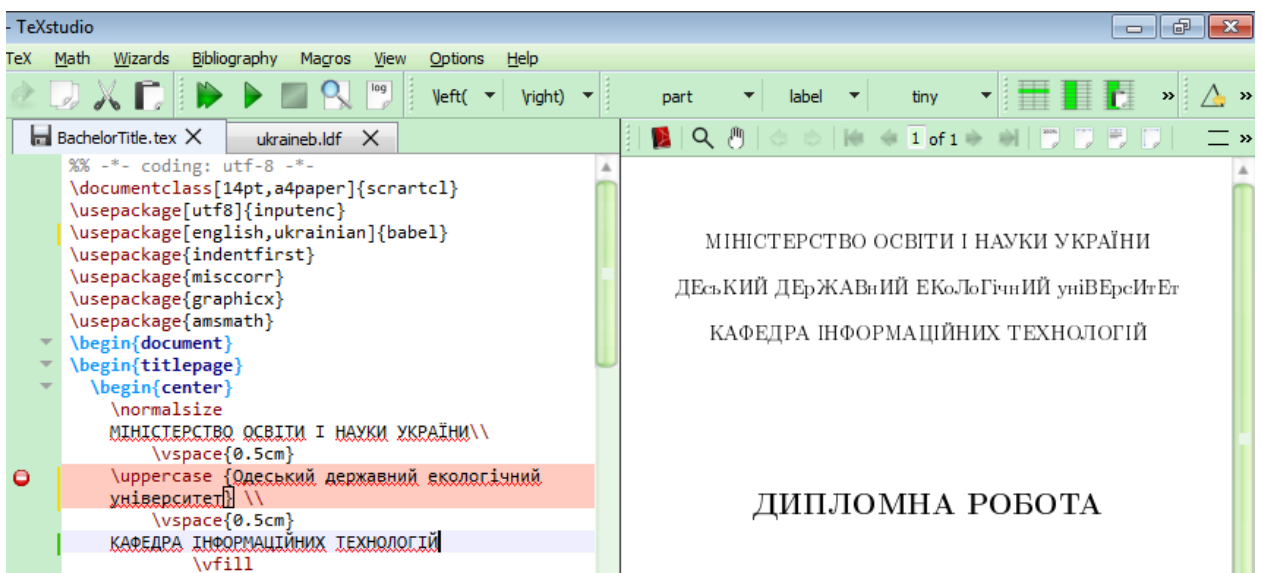 - TeXstudio
TeX Math Wizards Bibliography Macros View Options Help
log \left( \right) part label tiny » »
BachelorTitle.tex X ukraineb.ldf X 1 of 1 »
%% -*- coding: utf-8 -*-
\documentclass[14pt,a4paper]{scrartcl}
\usepackage[utf8]{inputenc}
\usepackage[english,ukrainian]{babel}
\usepackage{indentfirst}
\usepackage{misccorr}
\usepackage{graphicx}
\usepackage{amsmath}
\begin{document}
\begin{titlepage}
\begin{center}
\normalsize
МІНІСТЕРСТВО ОСВІТИ І НАУКИ УКРАЇНИ\\
\vspace{0.5cm}
\uppercase {Одеський державний екологічний
університет} \\
\vspace{0.5cm}
КАФЕДРА ІНФОРМАЦІЙНИХ ТЕХНОЛОГІЙ
\vfill
МІНІСТЕРСТВО ОСВІТИ І НАУКИ УКРАЇНИ
ДЕсьКИЙ ДЕрЖАВнИЙ ЕКоЛоГічнИЙ уніВЕрсИтЕт
КАФЕДРА ІНФОРМАЦІЙНИХ ТЕХНОЛОГІЙ
ДИПЛОМНА РОБОТА